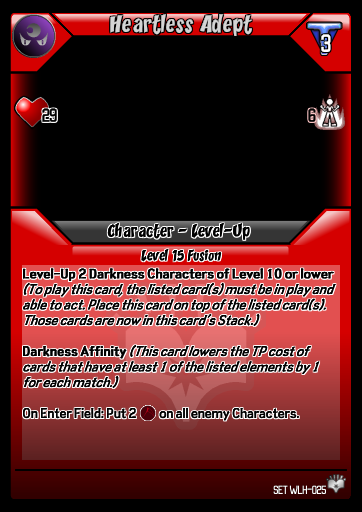 Heartless Adept
3
29
6
Character - Level-Up
Level 15 Fusion
Level-Up 2 Darkness Characters of Level 10 or lower
(To play this card, the listed card(s) must be in play and
able to act. Place this card on top of the listed card(s).
Those cards are now in this card's Stack.)
Darkness Affinity (This card lowers the TP cost of
cards that have at least 1 of the listed elements by 1
for each match.)
On Enter Field: Put 2 on all enemy Characters.
SET WLH-025